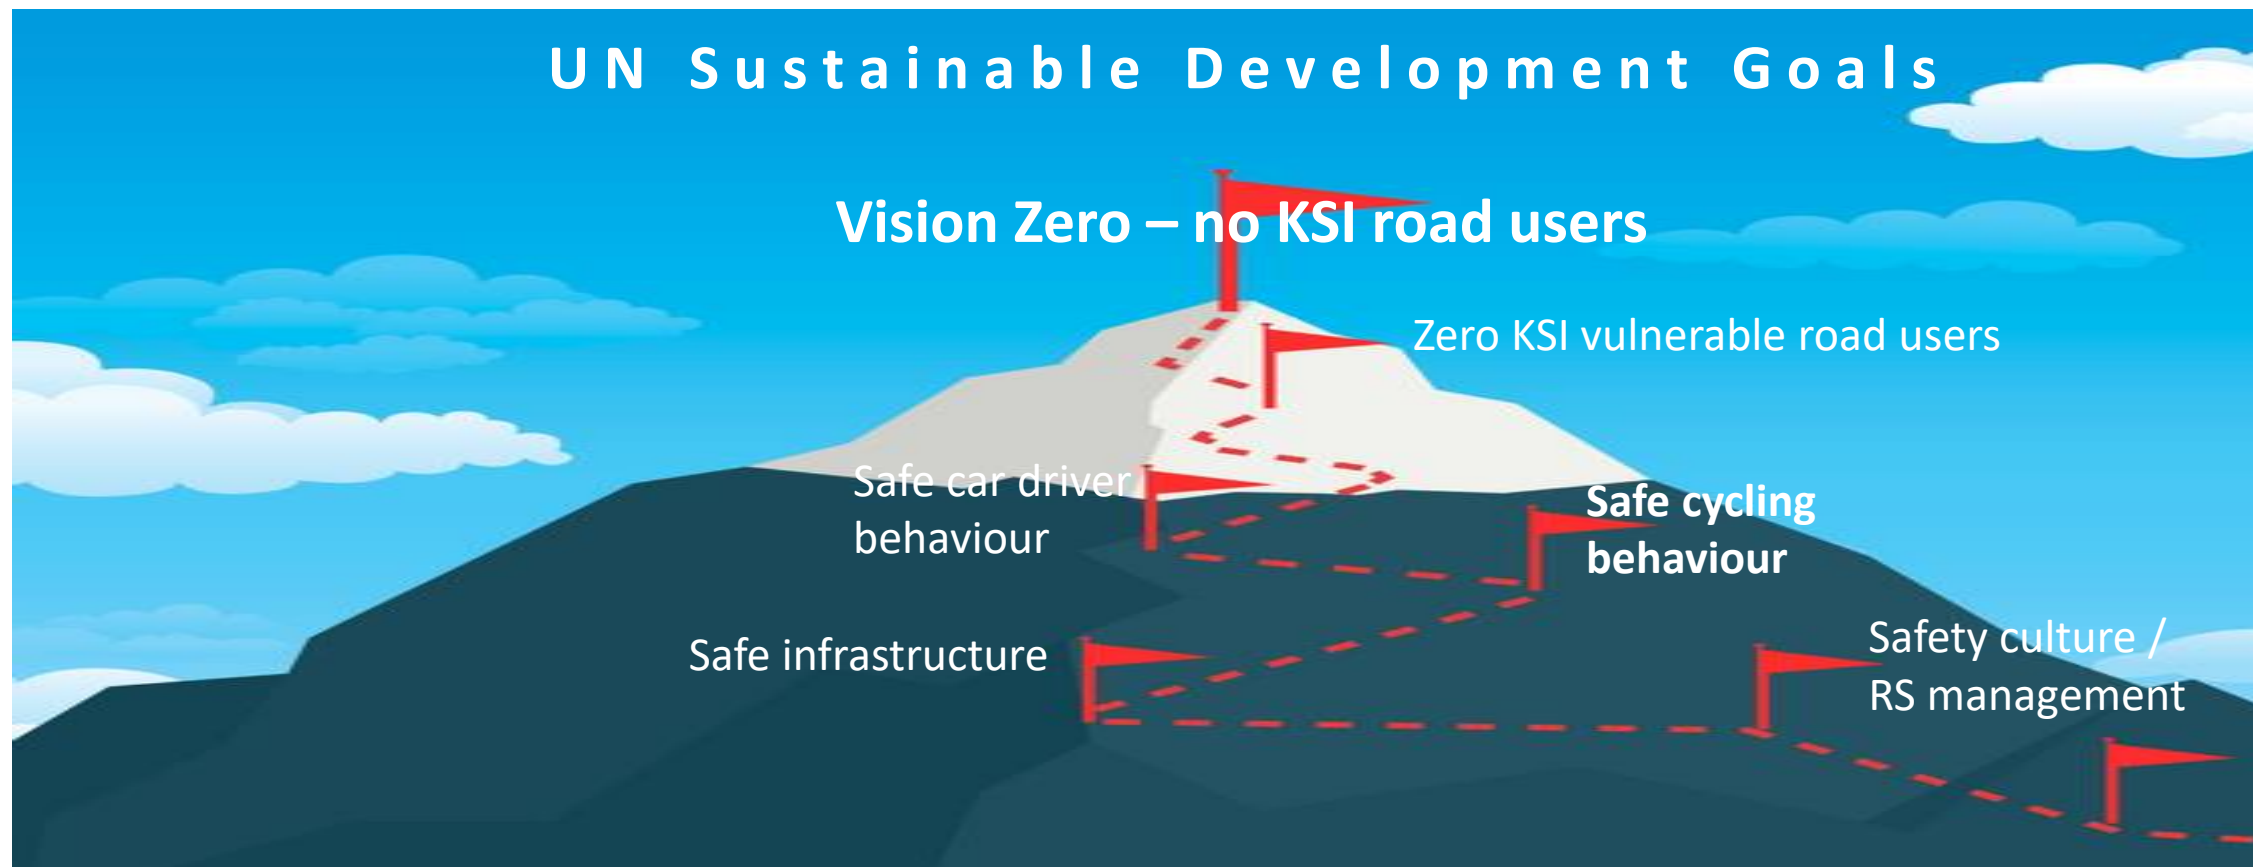 UN Sustainable Development Goals
Vision Zero – no KSI road users
Zero KSI vulnerable road users
Safe car driver
behaviour
Safe cycling
behaviour
Safe infrastructure
Safety culture /
RS management